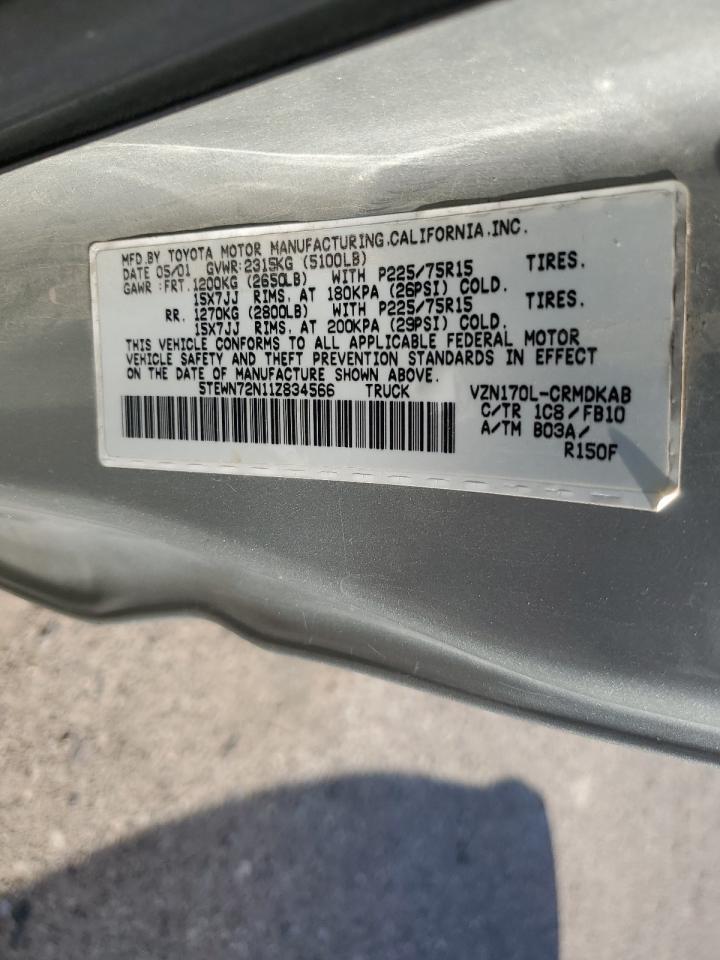 MFD.BY TOYOTA MOTOR MANUFACTURING.CALIFORNIA.INC.
DATE 05/01 GVWR:2315KG (5100LB)
GAWR :FRT.1200KG (2650LB) WITH P225/75R15 TIRES.
15X7JJ RIMS, AT 180KPA (26PSI) COLD.
RR. 1270KG (2800LB) WITH P225/75R15 TIRES.
15X7JJ RIMS, AT 200KPA (29PSI) COLD.
THIS VEHICLE CONFORMS TO ALL APPLICABLE FEDERAL MOTOR
VEHICLE SAFETY AND THEFT PREVENTION STANDARDS IN EFFECT
ON THE DATE OF MANUFACTURE SHOWN ABOVE.
5TEWN72N11Z834566 TRUCK VZN170L-CRMDKAB
C/TR 1C8/FB10
A/TM B03A/
R150F